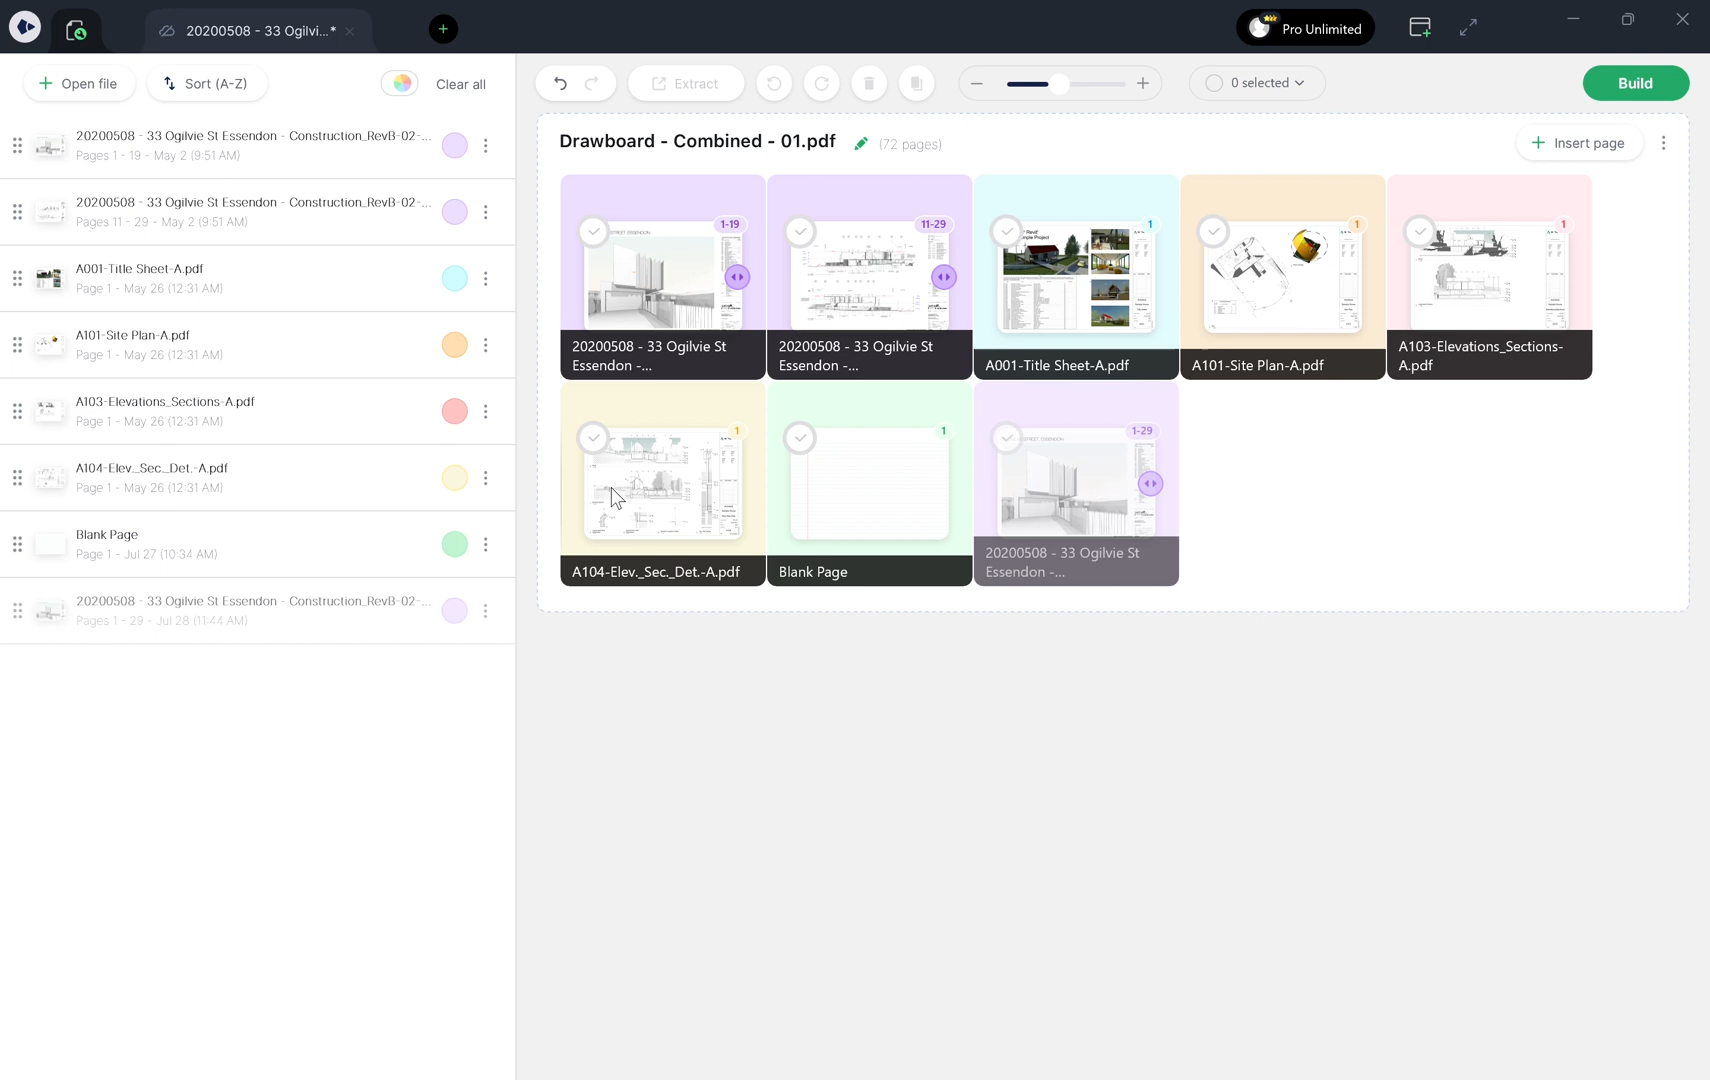 20200508 - 33 Ogilvi...*
Pro Unlimited
Open file
Sort (A-Z)
Clear all
Extract
0 selected
Build
20200508 - 33 Ogilvie St Essendon - Construction_RevB-02-...
Pages 1 - 19 - May 2 (9:51 AM)
20200508 - 33 Ogilvie St Essendon - Construction_RevB-02-...
Pages 11 - 29 - May 2 (9:51 AM)
A001-Title Sheet-A.pdf
Page 1 - May 26 (12:31 AM)
A101-Site Plan-A.pdf
Page 1 - May 26 (12:31 AM)
A103-Elevations_Sections-A.pdf
Page 1 - May 26 (12:31 AM)
A104-Elev._Sec._Det.-A.pdf
Page 1 - May 26 (12:31 AM)
Blank Page
Page 1 - Jul 27 (10:34 AM)
20200508 - 33 Ogilvie St Essendon - Construction_RevB-02-...
Pages 1 - 29 - Jul 28 (11:44 AM)
Drawboard - Combined - 01.pdf
(72 pages)
Insert page
1-19
STREET ESSENDON
20200508 - 33 Ogilvie St
Essendon -...
11-29
20200508 - 33 Ogilvie St
Essendon -...
1
A001-Title Sheet-A.pdf
1
A101-Site Plan-A.pdf
1
A103-Elevations_Sections-
A.pdf
1
A104-Elev._Sec._Det.-A.pdf
1
Blank Page
1-29
STREET ESSENDON
20200508 - 33 Ogilvie St
Essendon -...